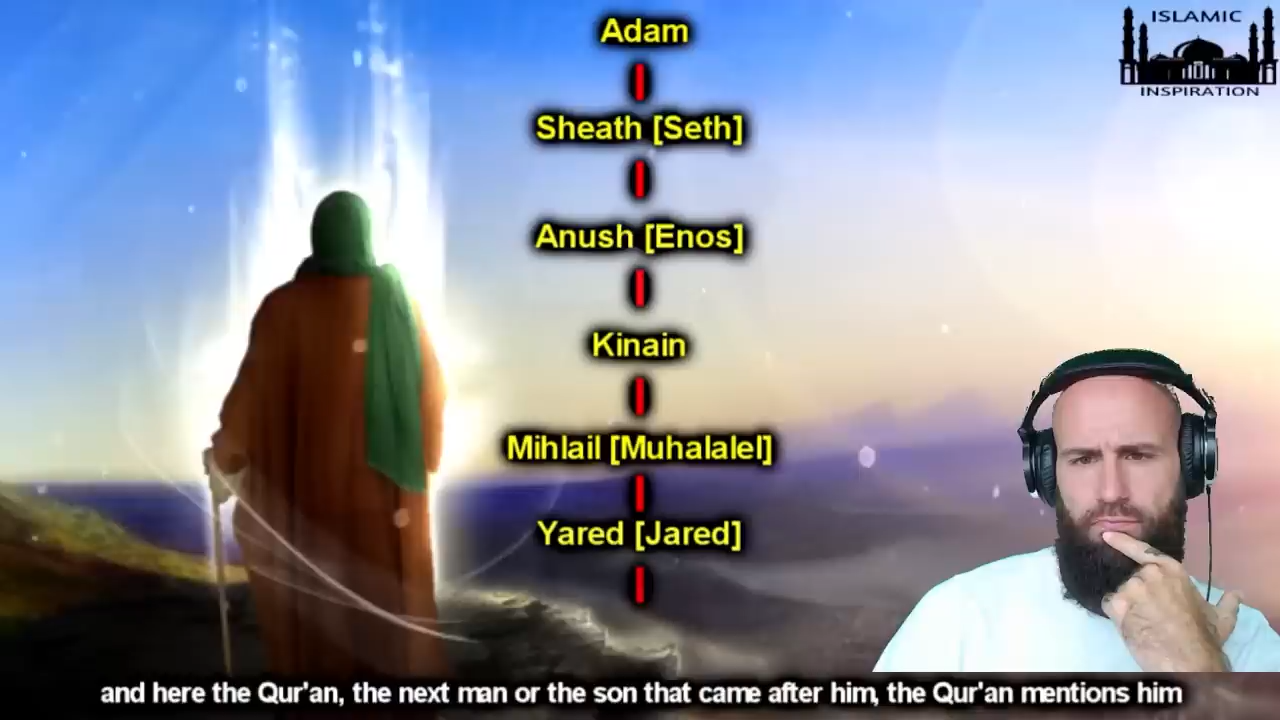 ISLAMIC
INSPIRATION
Adam
Sheath [Seth]
Anush [Enos]
Kinain
Mihlail [Muhalalel]
Yared [Jared]
and here the Qur'an, the next man or the son that came after him, the Qur'an mentions him